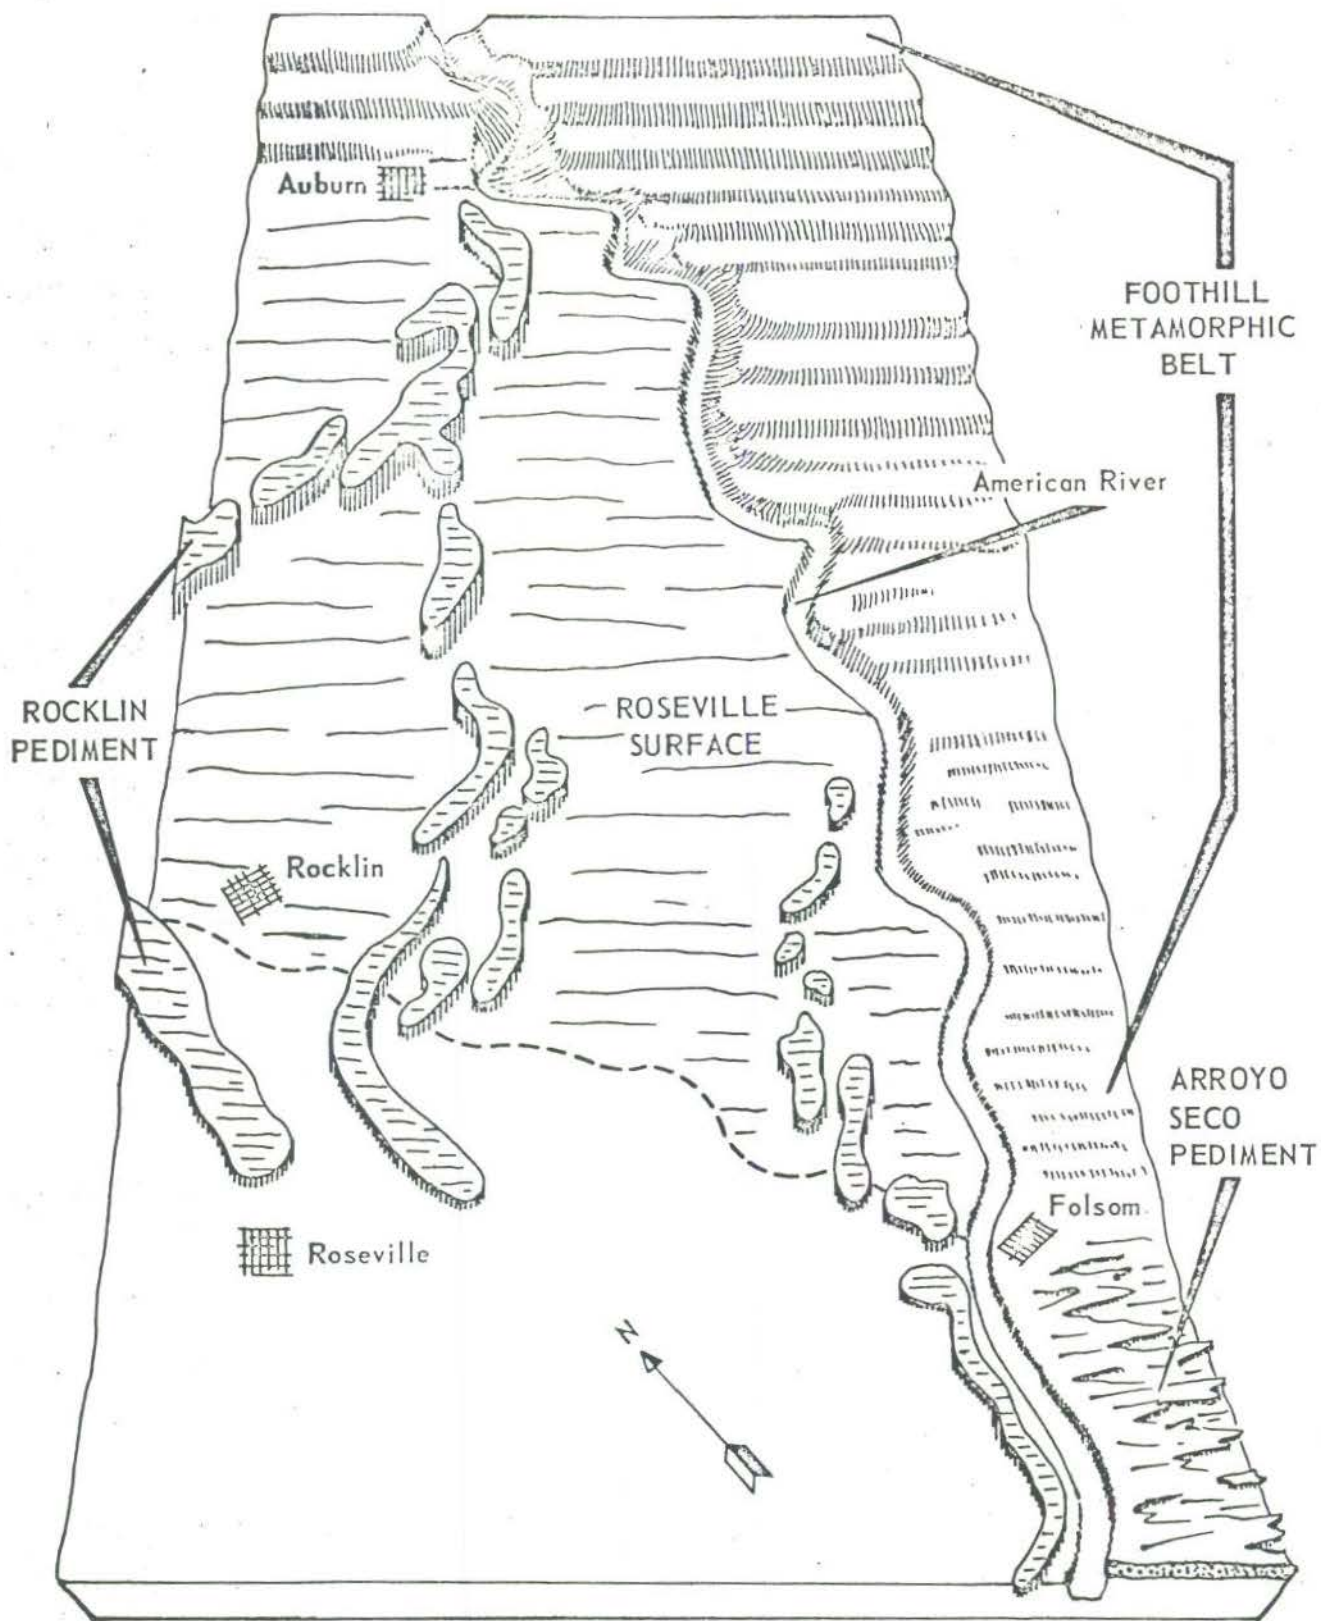 Auburn
FOOTHILL
METAMORPHIC
BELT
American River
ROCKLIN
PEDIMENT
ROSEVILLE
SURFACE
Rocklin
ARROYO
SECO
PEDIMENT
Folsom
Roseville
N